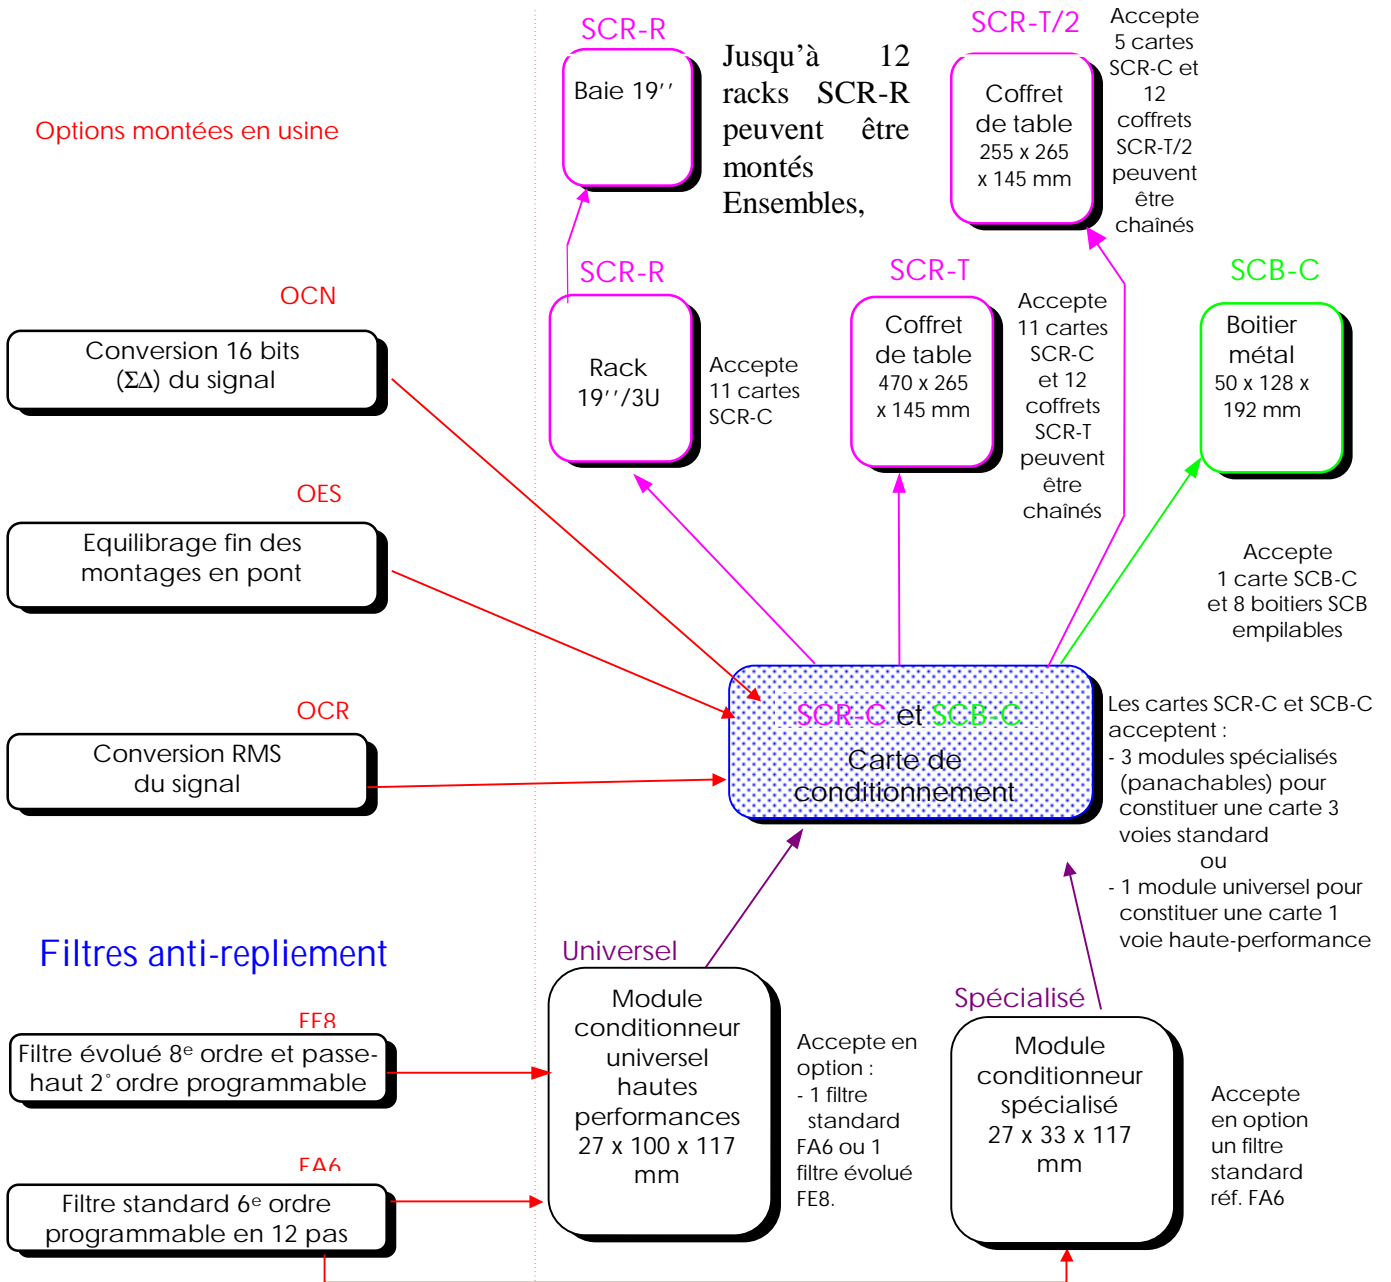 SCR-R
Baie 19’’
Jusqu’à 12
racks SCR-R
peuvent être
montés
Ensembles,
SCR-T/2
Coffret
de table
255 x 265
x 145 mm
Accepte
5 cartes
SCR-C et
12
coffrets
SCR-T/2
peuvent
être
chaînés
Options montées en usine
OCN
Conversion 16 bits
(ΣΔ) du signal
SCR-R
Rack
19’’/3U
Accepte
11 cartes
SCR-C
SCR-T
Coffret
de table
470 x 265
x 145 mm
Accepte
11 cartes
SCR-C
et 12
coffrets
SCR-T
peuvent
être
chaînés
SCB-C
Boitier
métal
50 x 128 x
192 mm
Accepte
1 carte SCB-C
et 8 boitiers SCB
empilables
OES
Equilibrage fin des
montages en pont
OCR
Conversion RMS
du signal
SCR-C et SCB-C
Carte de
conditionnement
Les cartes SCR-C et SCB-C
acceptent :
- 3 modules spécialisés
(panachables) pour
constituer une carte 3
voies standard
ou
- 1 module universel pour
constituer une carte 1
voie haute-performance
Filtres anti-repliement
FE8
Filtre évolué 8e ordre et passe-
haut 2° ordre programmable
FA6
Filtre standard 6e ordre
programmable en 12 pas
Universel
Module
conditionneur
universel
hautes
performances
27 x 100 x 117
mm
Accepte en
option :
- 1 filtre
standard
FA6 ou 1
filtre évolué
FE8.
Spécialisé
Module
conditionneur
spécialisé
27 x 33 x 117
mm
Accepte
en option
un filtre
standard
réf. FA6